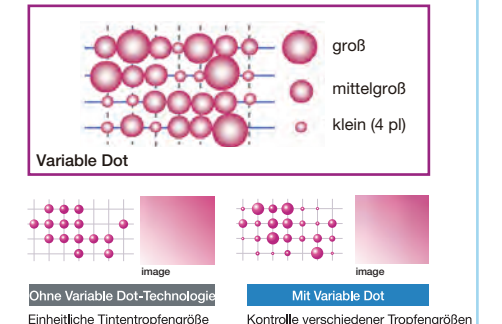 groß
mittelgroß
klein (4 pl)
Variable Dot
image
image
Ohne Variable Dot-Technologie
Mit Variable Dot
Einheitliche Tintentropfengröße
Kontrolle verschiedener Tropfengrößen